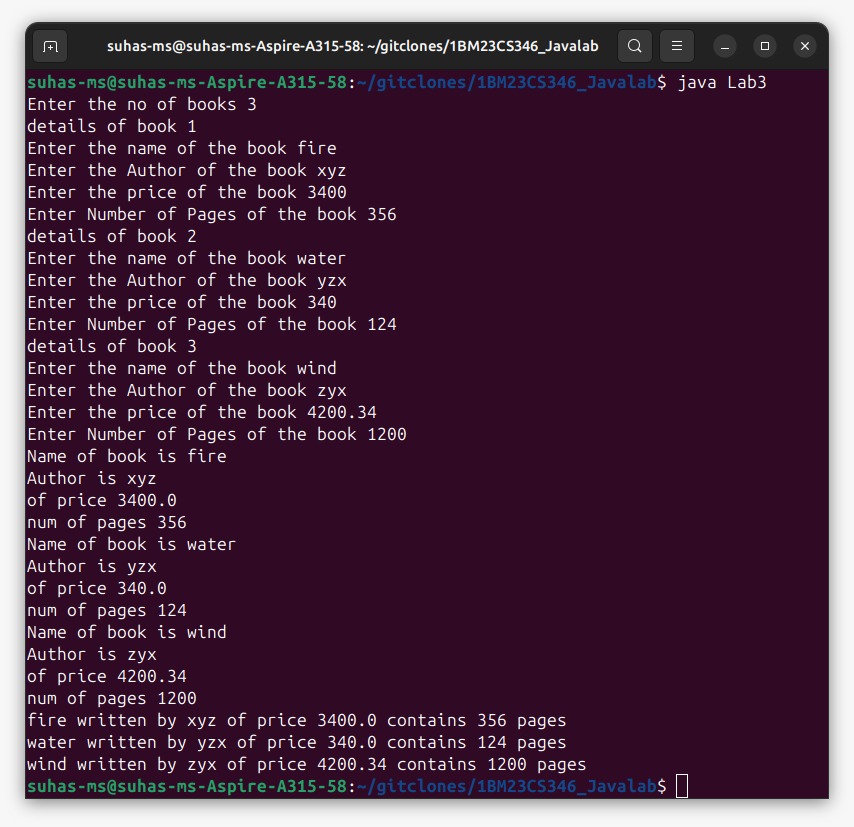 suhas-ms@suhas-ms-Aspire-A315-58: ~/gitclones/1BM23CS346_Javalab
suhas-ms@suhas-ms-Aspire-A315-58:~/gitclones/1BM23CS346_Javalab$ java Lab3
Enter the no of books 3
details of book 1
Enter the name of the book fire
Enter the Author of the book xyz
Enter the price of the book 3400
Enter Number of Pages of the book 356
details of book 2
Enter the name of the book water
Enter the Author of the book yzx
Enter the price of the book 340
Enter Number of Pages of the book 124
details of book 3
Enter the name of the book wind
Enter the Author of the book zyx
Enter the price of the book 4200.34
Enter Number of Pages of the book 1200
Name of book is fire
Author is xyz
of price 3400.0
num of pages 356
Name of book is water
Author is yzx
of price 340.0
num of pages 124
Name of book is wind
Author is zyx
of price 4200.34
num of pages 1200
fire written by xyz of price 3400.0 contains 356 pages
water written by yzx of price 340.0 contains 124 pages
wind written by zyx of price 4200.34 contains 1200 pages
suhas-ms@suhas-ms-Aspire-A315-58:~/gitclones/1BM23CS346_Javalab$